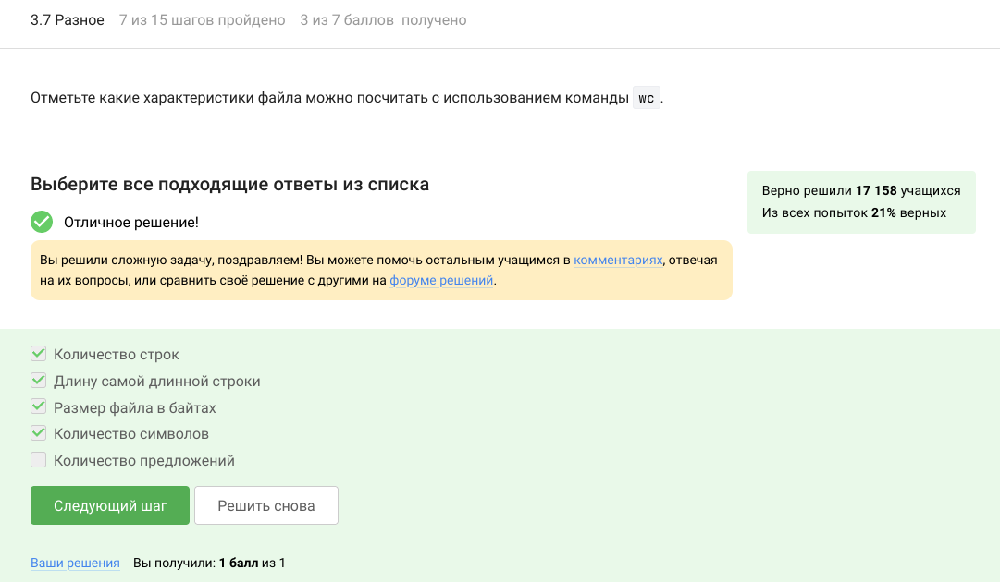 3.7 Разное 7 из 15 шагов пройдено 3 из 7 баллов получено
Отметьте какие характеристики файла можно посчитать с использованием команды wc.
Выберите все подходящие ответы из списка
Верно решили 17 158 учащихся
Из всех попыток 21% верных
Отличное решение!
Вы решили сложную задачу, поздравляем! Вы можете помочь остальным учащимся в комментариях, отвечая
на их вопросы, или сравнить своё решение с другими на форуме решений.
Количество строк
Длину самой длинной строки
Размер файла в байтах
Количество символов
Количество предложений
Следующий шаг Решить снова
Ваши решения Вы получили: 1 балл из 1